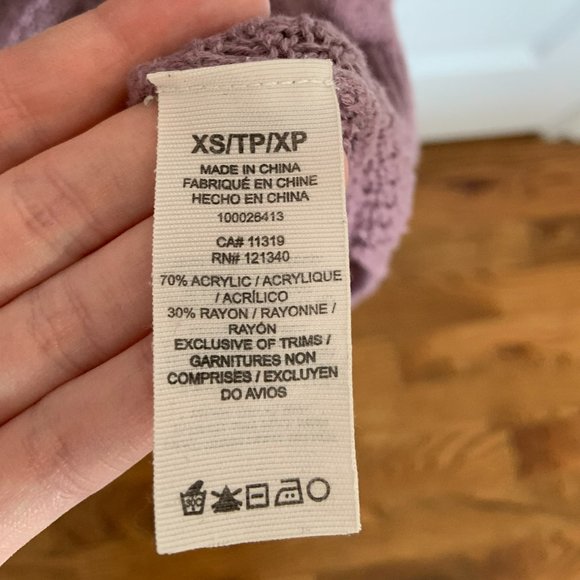 XS/TP/XP
MADE IN CHINA
FABRIQUÉ EN CHINE
HECHO EN CHINA
100026413
CA# 11319
RN# 121340
70% ACRYLIC / ACRYLIQUE
/ ACRÍLICO
30% RAYON / RAYONNE /
RAYÓN
EXCLUSIVE OF TRIMS /
GARNITURES NON
COMPRISES / EXCLUYEN
DO AVIOS
30C